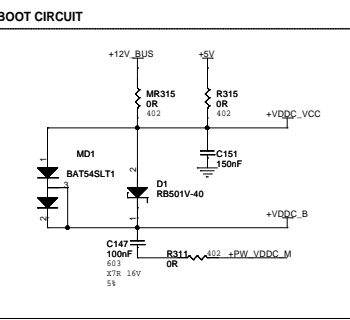 BOOT CIRCUIT
+12V_BUS
+5V
MR315
0R
402
R315
0R
402
+VDDC_VCC
MD1
BAT54SLT1
1
3
2
2
D1
RB501V-40
1
C151
150nF
+VDDC_B
C147
100nF
603
X7R 16V
5%
R311
0R
402
+PW_VDDC_M